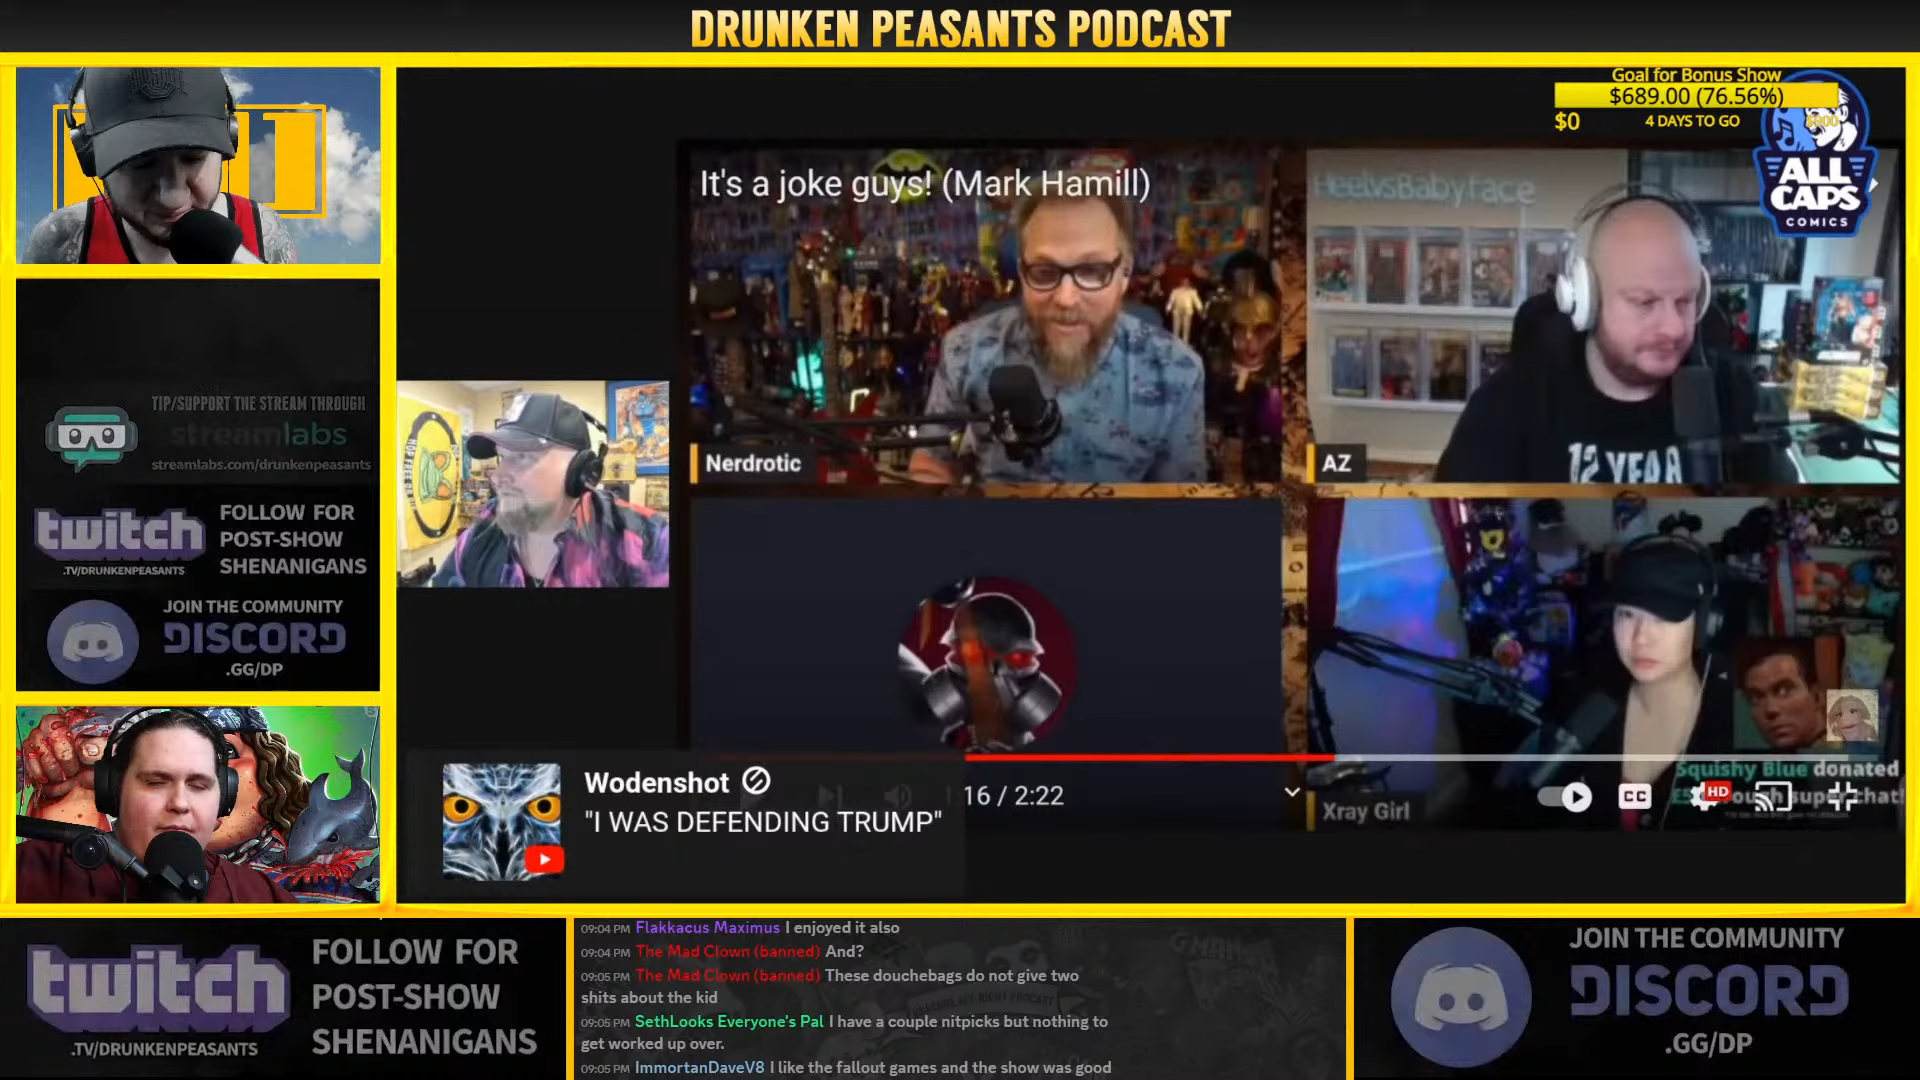 DRUNKEN PEASANTS PODCAST
Goal for Bonus Show
$689.00 (76.56%)
$0
4 DAYS TO GO
$900
ALL
CAPS
COMICS
It's a joke guys! (Mark Hamill)
HeelvsBabyface
Nerdrotic
AZ
12 YEAR
TIP/SUPPORT THE STREAM THROUGH
streamlabs
streamlabs.com/drunkenpeasants
twitch
.TV/DRUNKENPEASANTS
FOLLOW FOR
POST-SHOW
SHENANIGANS
JOIN THE COMMUNITY
DISCORD
.GG/DP
Wodenshot
"I WAS DEFENDING TRUMP"
16 / 2:22
CC
HD
Squishy Blue donated
super chat!
Xray Girl
twitch
.TV/DRUNKENPEASANTS
FOLLOW FOR
POST-SHOW
SHENANIGANS
09:04 PM Flakkacus Maximus I enjoyed it also
09:04 PM The Mad Clown (banned) And?
09:05 PM The Mad Clown (banned) These douchebags do not give two
shits about the kid
09:05 PM SethLooks Everyone's Pal I have a couple nitpicks but nothing to
get worked up over.
09:05 PM ImmortanDaveV8 I like the fallout games and the show was good
JOIN THE COMMUNITY
DISCORD
.GG/DP